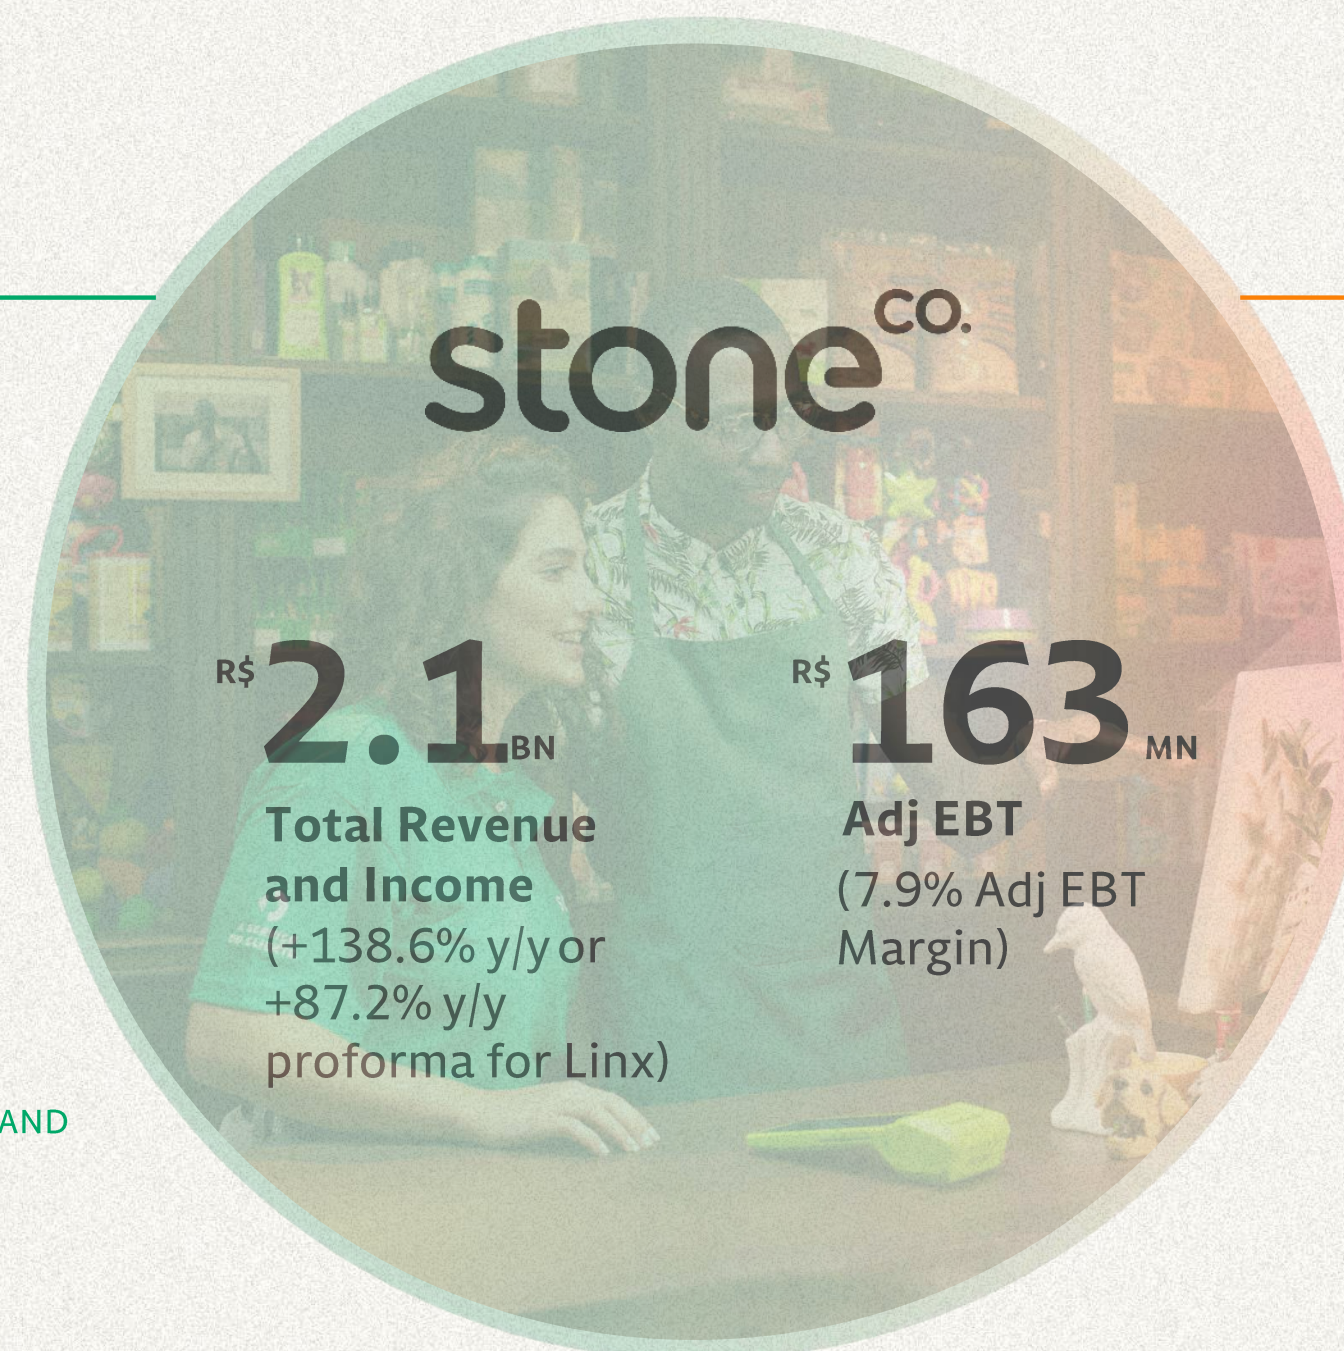 stone co.
R$ 2.1 BN
Total Revenue
and Income
(+138.6% y/y or
+87.2% y/y
proforma for Linx)
R$ 163 MN
Adj EBT
(7.9% Adj EBT
Margin)
AND